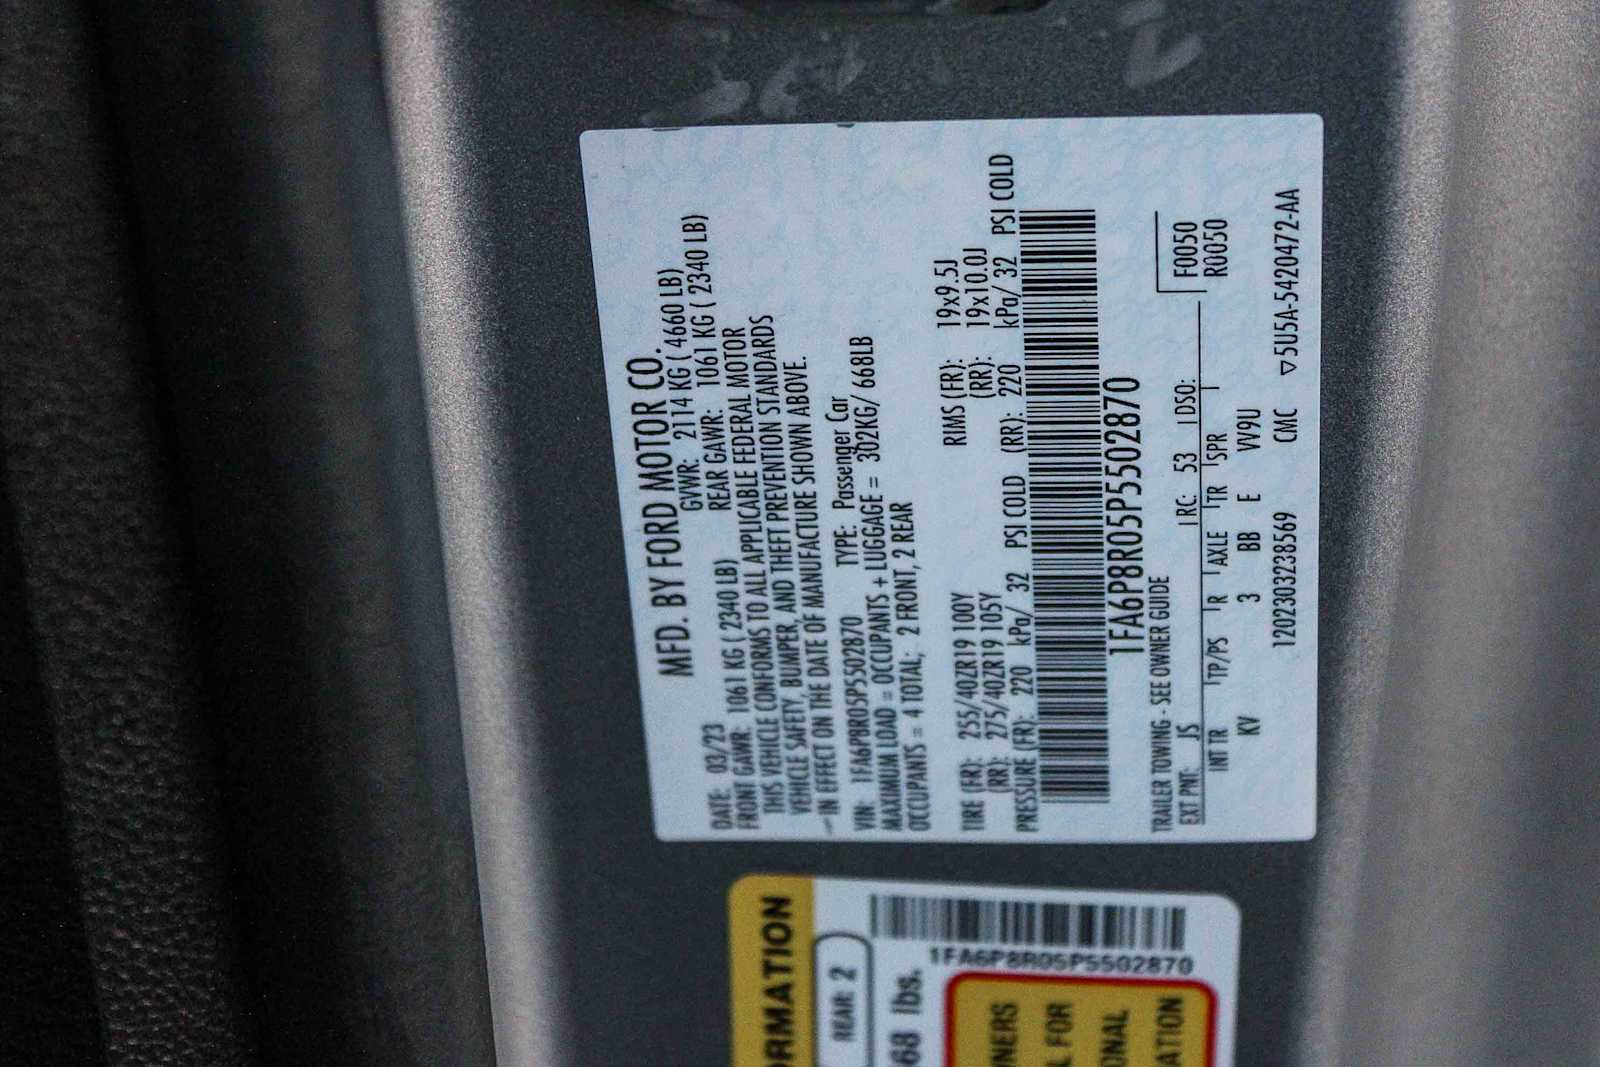 MFD. BY FORD MOTOR CO.
DATE: 03/23 GVWR: 2114 KG ( 4660 LB)
FRONT GAWR: 1061 KG ( 2340 LB) REAR GAWR: 1061 KG ( 2340 LB)
THIS VEHICLE CONFORMS TO ALL APPLICABLE FEDERAL MOTOR
VEHICLE SAFETY, BUMPER, AND THEFT PREVENTION STANDARDS
IN EFFECT ON THE DATE OF MANUFACTURE SHOWN ABOVE.
VIN: 1FA6P8R05P5502870 TYPE: Passenger Car
MAXIMUM LOAD = OCCUPANTS + LUGGAGE = 302KG/ 668LB
OCCUPANTS = 4 TOTAL; 2 FRONT, 2 REAR
TIRE (FR): 255/40ZR19 100Y RIMS (FR): 19x9.5J
(RR): 275/40ZR19 105Y (RR): 19x10.0J
PRESSURE (FR): 220 kPa/ 32 PSI COLD (RR): 220 kPa/ 32 PSI COLD
1FA6P8R05P5502870
TRAILER TOWING - SEE OWNER GUIDE
F0050
EXT PNT: JS RC: 53 DSO: R0050
INT TR TP/PS R AXLE TR SPR
KV 3 BB E VV9U
1202303238569 CMC ▽5U5A-5420472-AA
ORMATION
REAR: 2
68 lbs.
1FA6P8R05P5502870
NERS
L FOR
ONAL
ATION